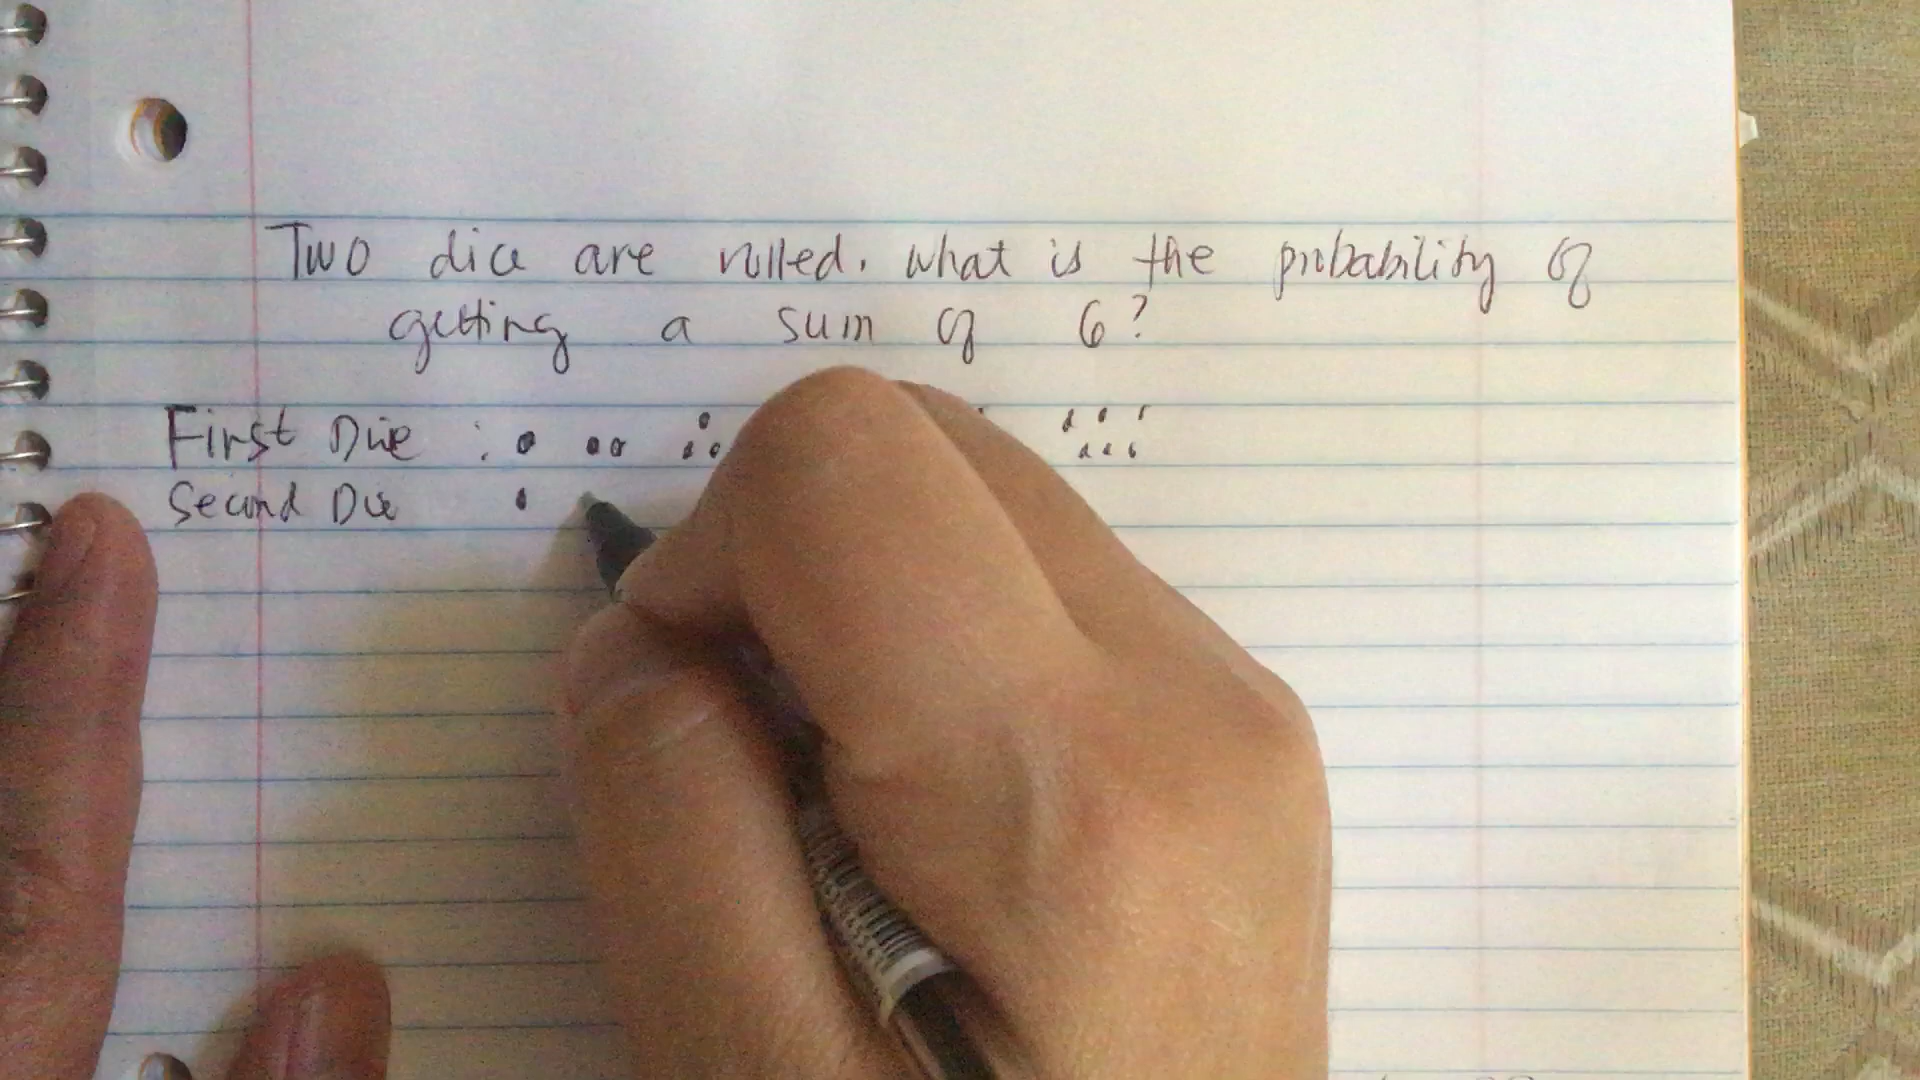 Two dice are rolled. What is the probability of
getting a sum of 6?
First Die :
Second Die